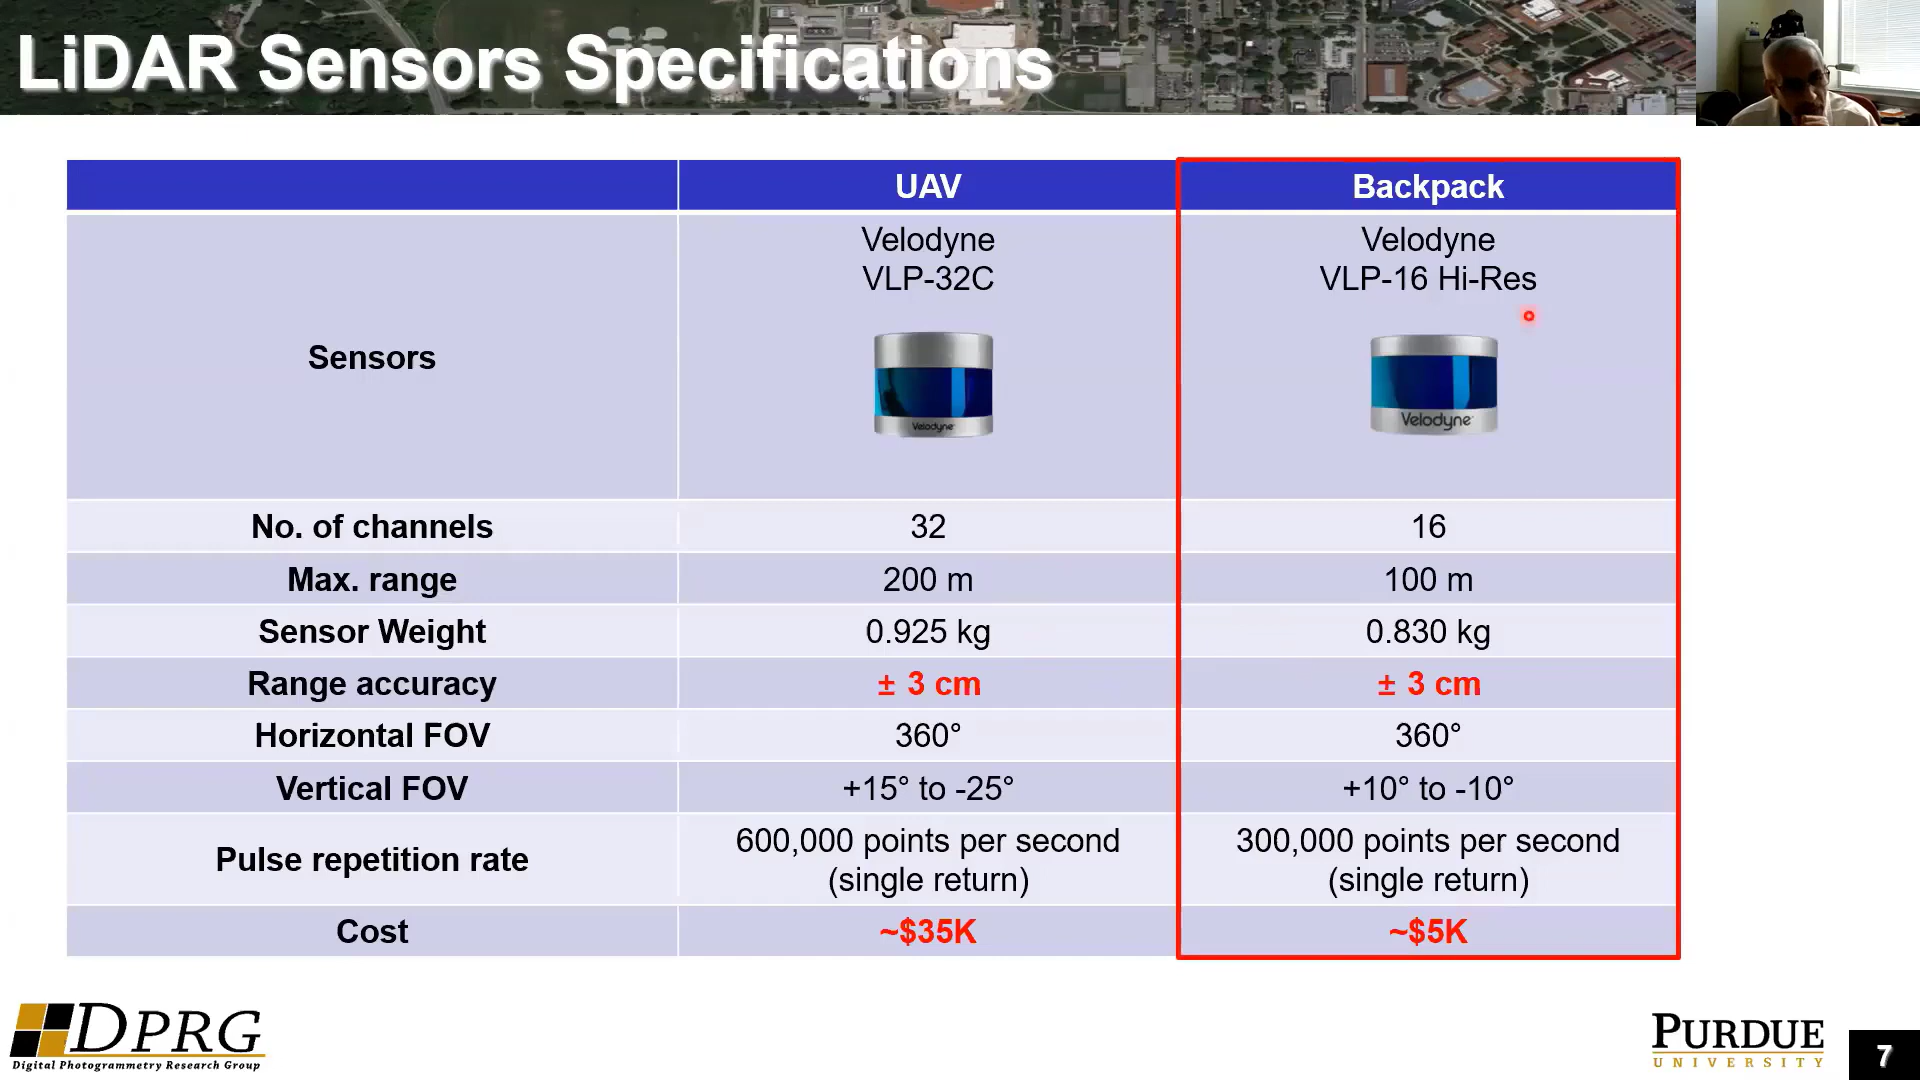 LiDAR Sensors Specifications
UAV
Backpack
Sensors
Velodyne
VLP-32C
Velodyne
Velodyne
VLP-16 Hi-Res
Velodyne
No. of channels
32
16
Max. range
200 m
100 m
Sensor Weight
0.925 kg
0.830 kg
Range accuracy
± 3 cm
± 3 cm
Horizontal FOV
360°
360°
Vertical FOV
+15° to -25°
+10° to -10°
Pulse repetition rate
600,000 points per second
(single return)
300,000 points per second
(single return)
Cost
~$35K
~$5K
DPRG
Digital Photogrammetry Research Group
PURDUE
UNIVERSITY
7